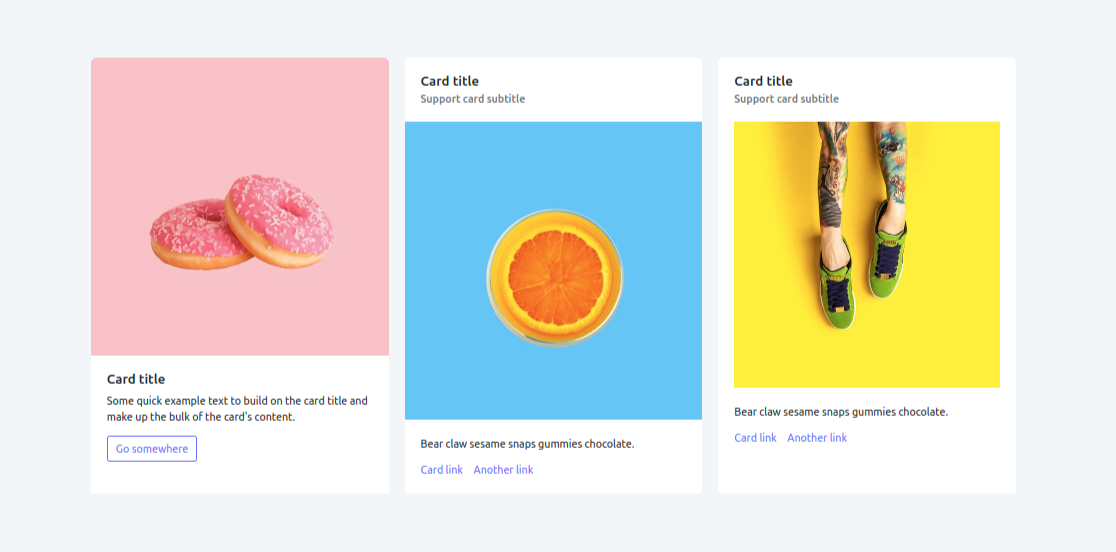 Card title
Some quick example text to build on the card title and
make up the bulk of the card's content.
Go somewhere
Card title
Support card subtitle
Bear claw sesame snaps gummies chocolate.
Card link Another link
Card title
Support card subtitle
Bear claw sesame snaps gummies chocolate.
Card link Another link